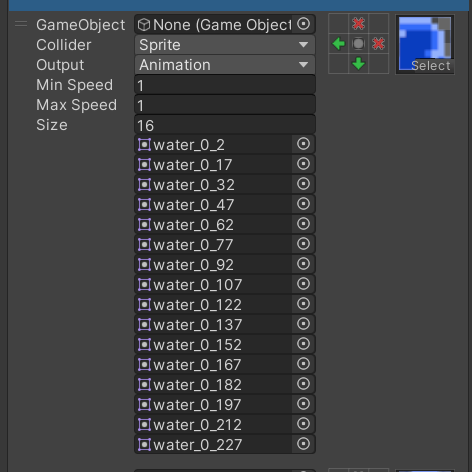 GameObject None (Game Object
Collider Sprite
Output Animation
Min Speed 1
Max Speed 1
Size 16
Select
water_0_2
water_0_17
water_0_32
water_0_47
water_0_62
water_0_77
water_0_92
water_0_107
water_0_122
water_0_137
water_0_152
water_0_167
water_0_182
water_0_197
water_0_212
water_0_227